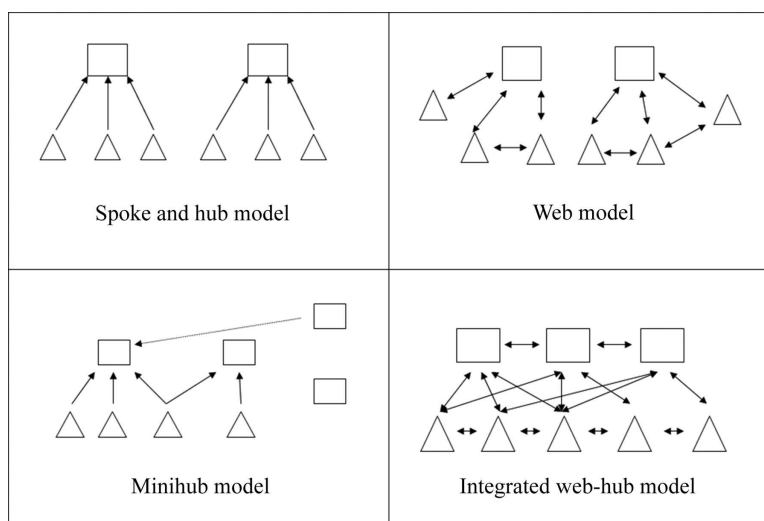 Spoke and hub model
Web model
Minihub model
Integrated web-hub model